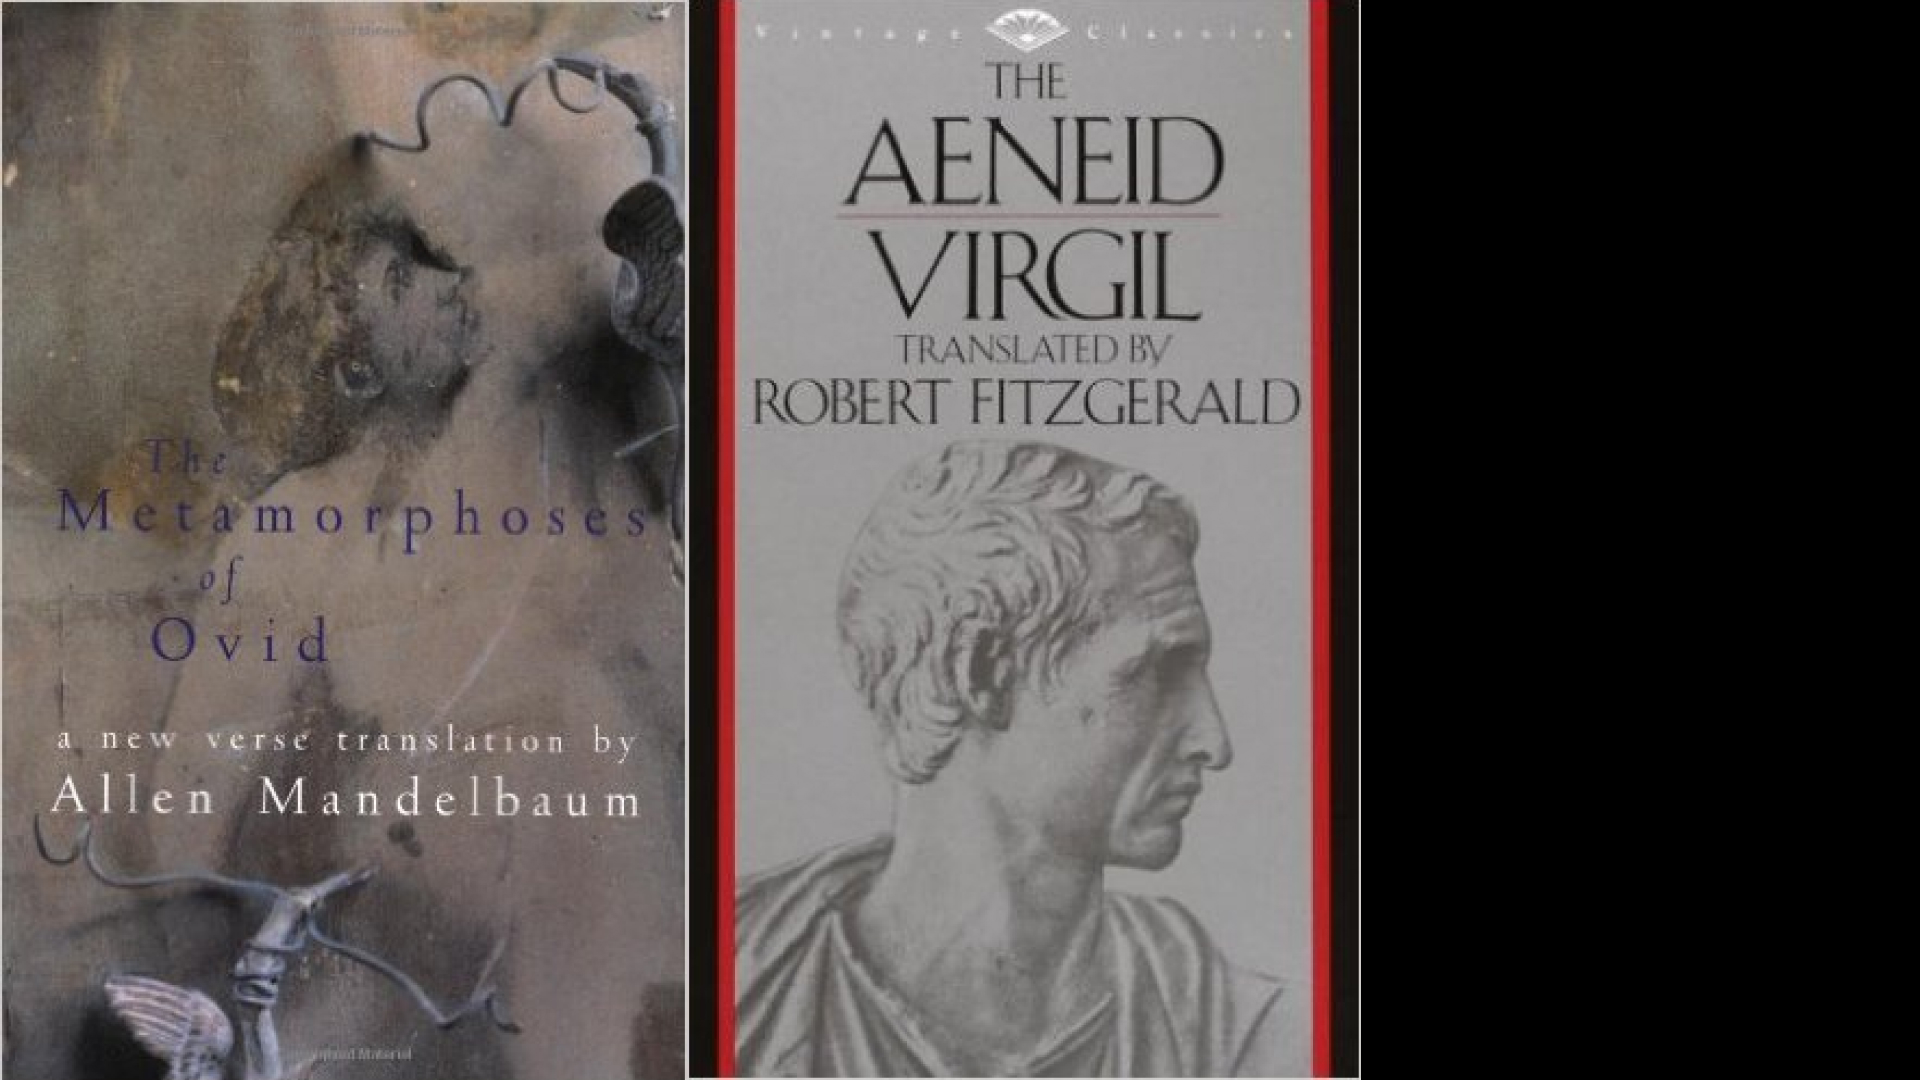 The
Metamorphoses
of
Ovid
a new verse translation by
Allen Mandelbaum
Material
Vintage Classics
THE
AENEID
VIRGIL
TRANSLATED BY
ROBERT FITZGERALD